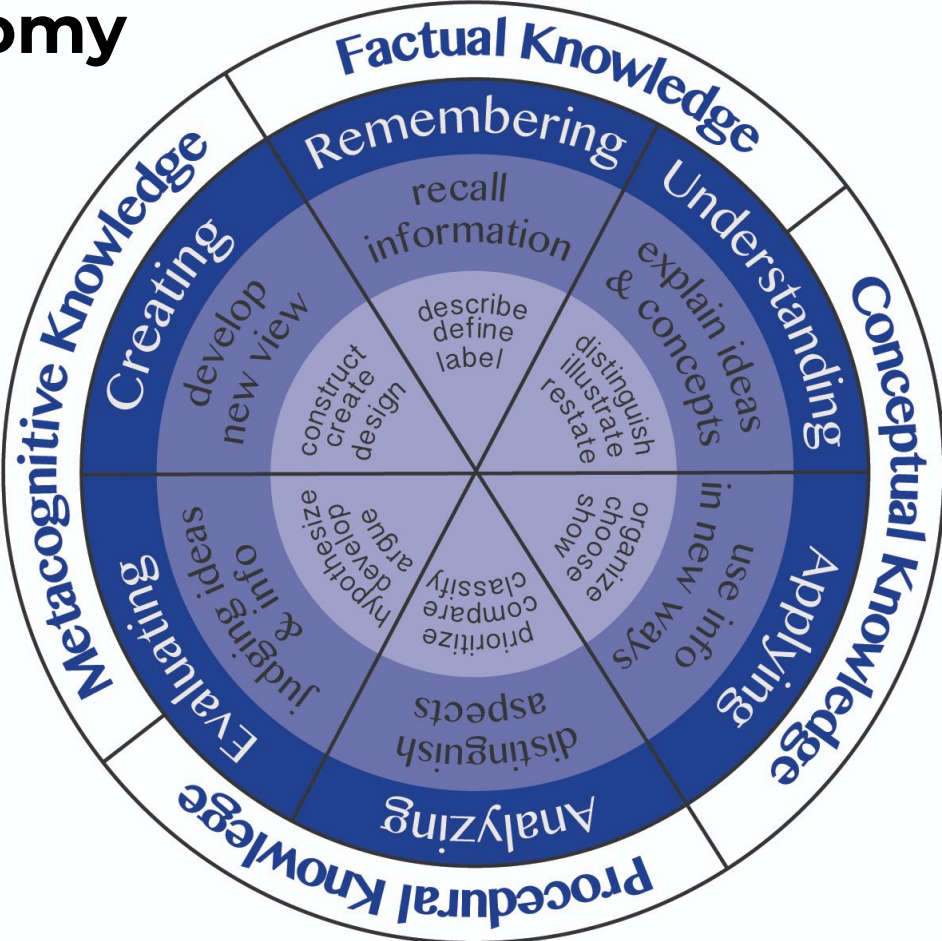 omy
Factual Knowledge
Conceptual Knowledge
Procedural Knowlege
Metacognitive Knowledge
Remembering
recall
information
describe
define
label
Understanding
explain ideas
& concepts
distinguish
illustrate
restate
Applying
use info
in new ways
organize
choose
show
Analyzing
distinguish
aspects
prioritize
compare
classify
Evaluating
judging ideas
& info
hypothesize
develop
argue
Creating
develop
new view
construct
create
design